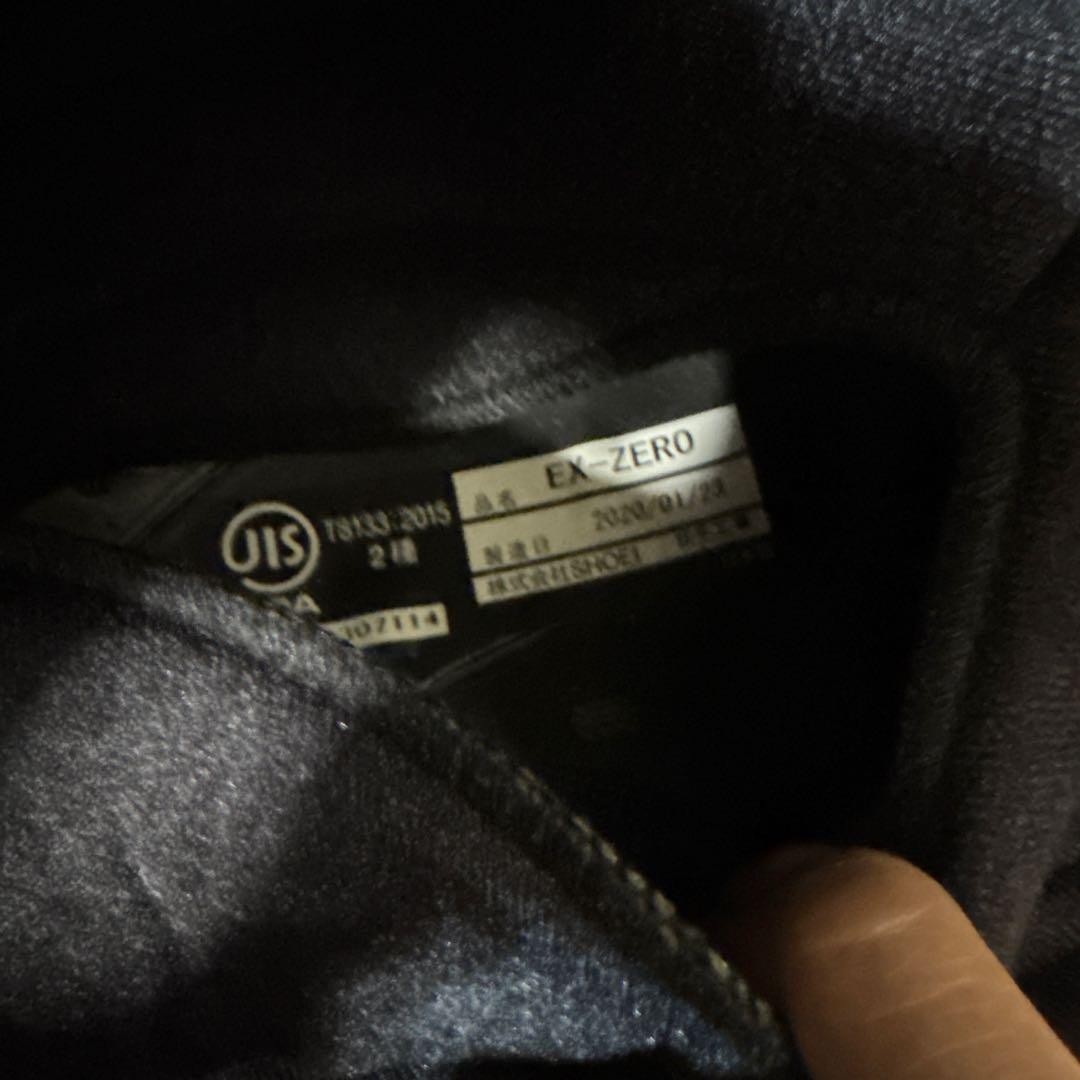 JIS
T8133:2015
2種
07114
品名 EX-ZERO
製造日 2020/01/23
株式会社SHOEI